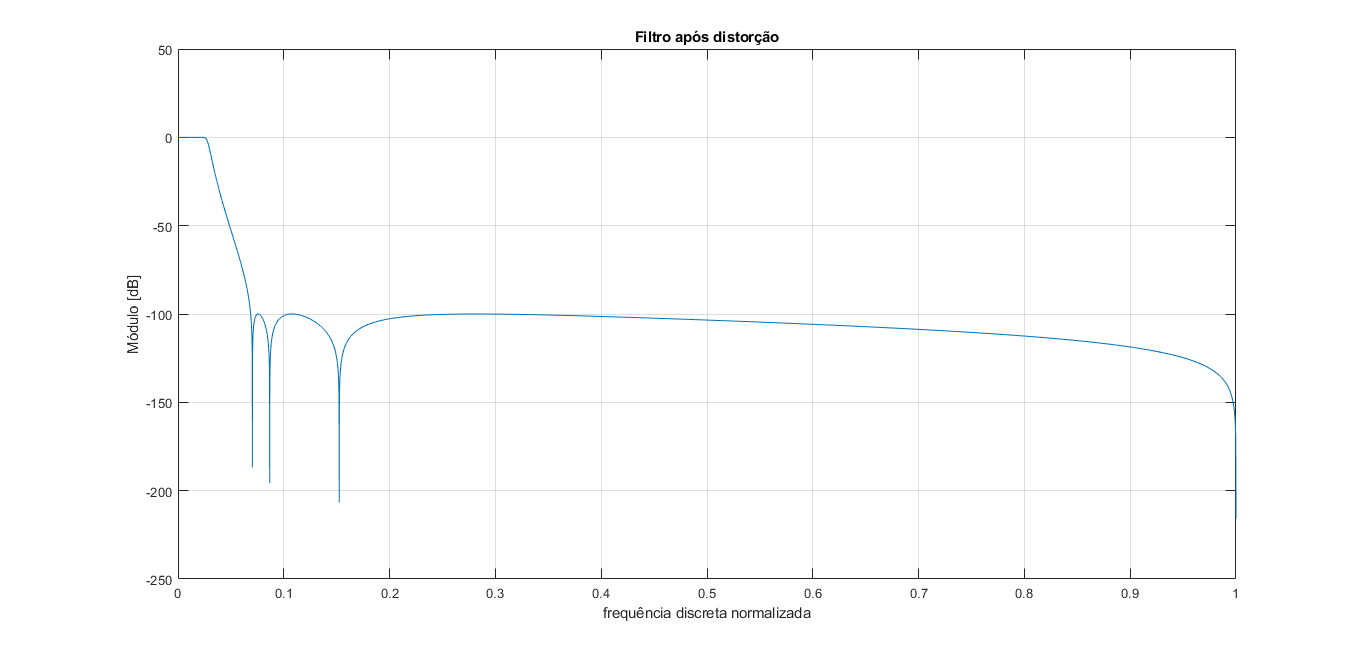 Filtro após distorção
50
0
-50
-100
-150
-200
-250
Módulo [dB]
0 0.1 0.2 0.3 0.4 0.5 0.6 0.7 0.8 0.9 1
frequência discreta normalizada